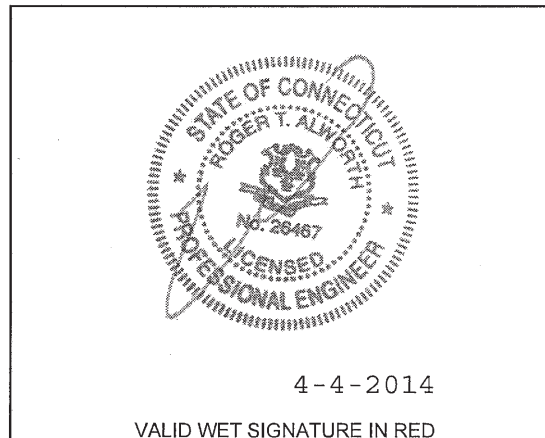 STATE OF CONNECTICUT
ROGER T. ALWORTH
No. 26467
LICENSED
PROFESSIONAL ENGINEER
4-4-2014
VALID WET SIGNATURE IN RED